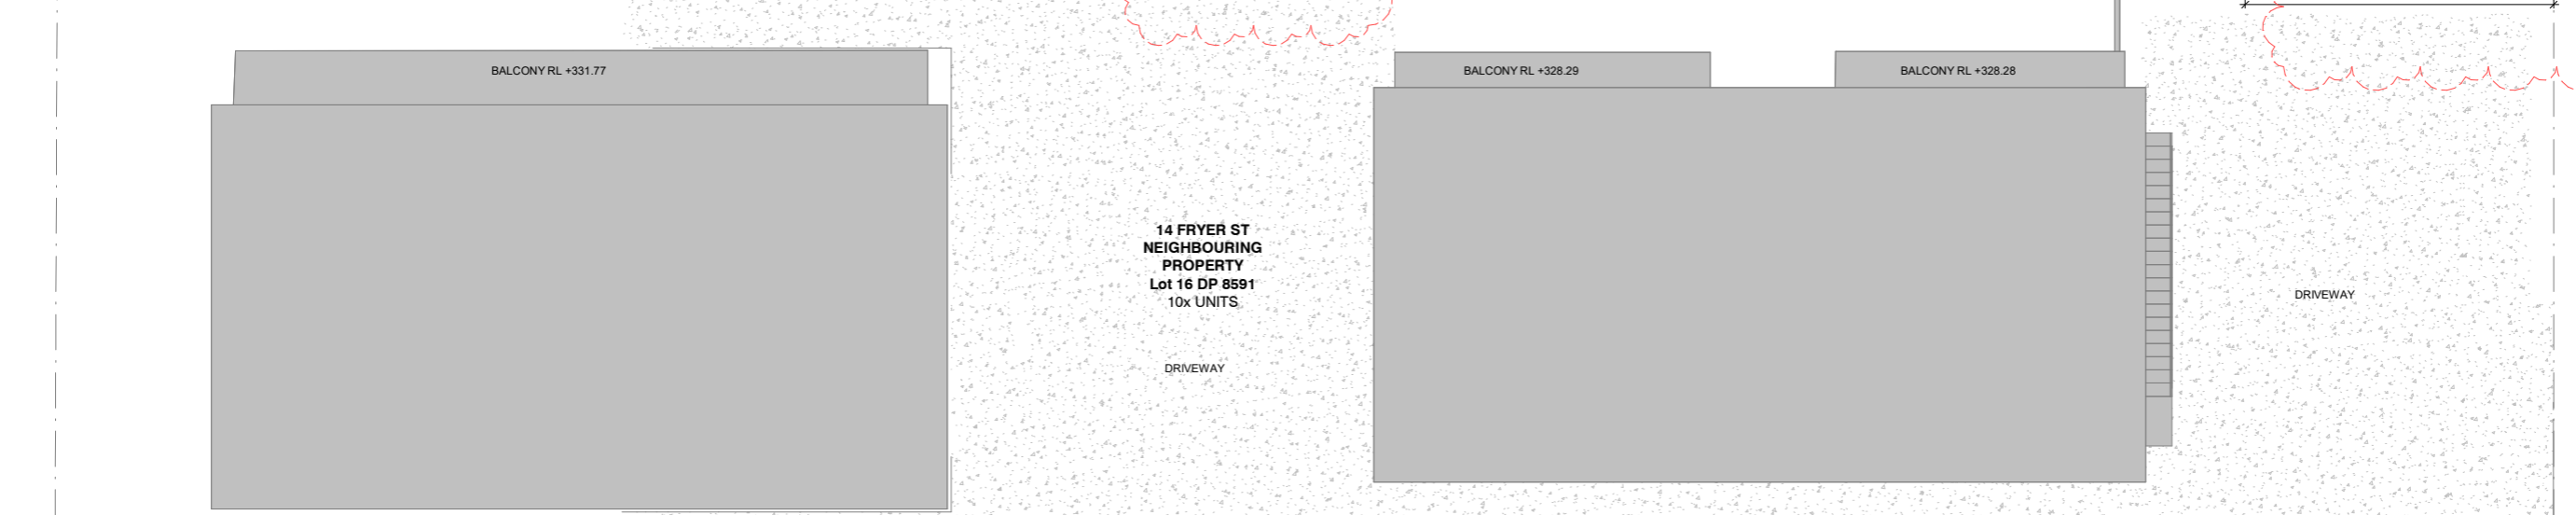 BALCONY RL +331.77
BALCONY RL +328.29
BALCONY RL +328.28
14 FRYER ST
NEIGHBOURING
PROPERTY
Lot 16 DP 8591
10x UNITS
DRIVEWAY
DRIVEWAY